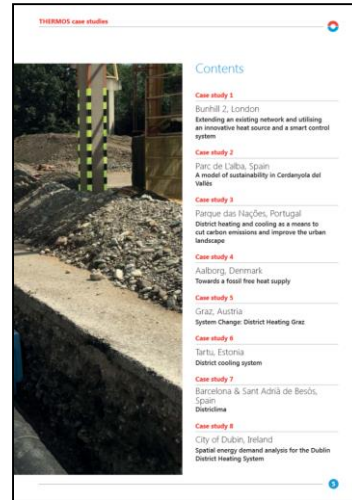 THERMOS case studies
Contents
Case study 1
Bunhill 2, London
Extending an existing network and utilising
an innovative heat source and a smart control
system
Case study 2
Parc de L'alba, Spain
A model of sustainability in Cerdanyola del
Vallès
Case study 3
Parque das Nações, Portugal
District heating and cooling as a means to
cut carbon emissions and improve the urban
landscape
Case study 4
Aalborg, Denmark
Towards a fossil free heat supply
Case study 5
Graz, Austria
System Change: District Heating Graz
Case study 6
Tartu, Estonia
District cooling system
Case study 7
Barcelona & Sant Adrià de Besòs,
Spain
Districlima
Case study 8
City of Dubin, Ireland
Spatial energy demand analysis for the Dublin
District Heating System
5